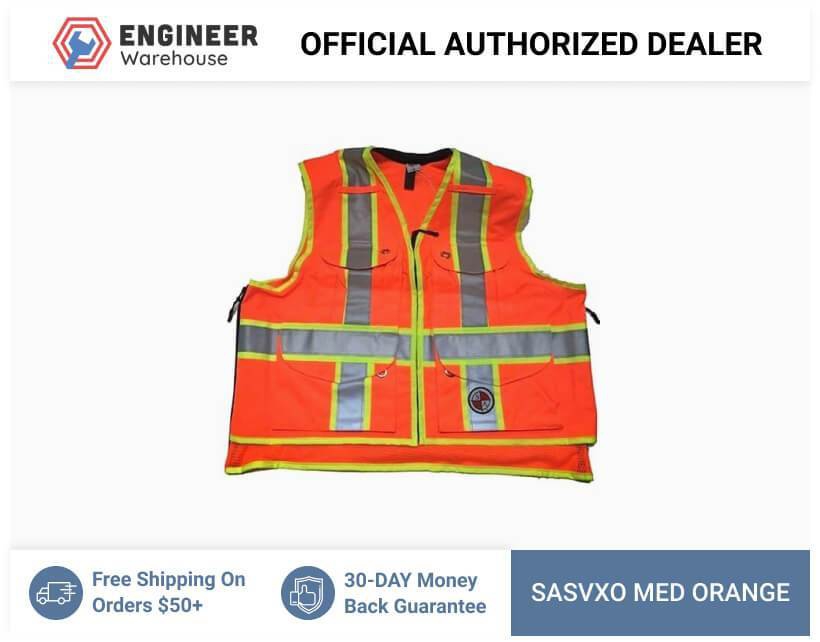 ENGINEER
Warehouse
OFFICIAL AUTHORIZED DEALER
Free Shipping On
Orders $50+
30-DAY Money
Back Guarantee
SASVXO MED ORANGE